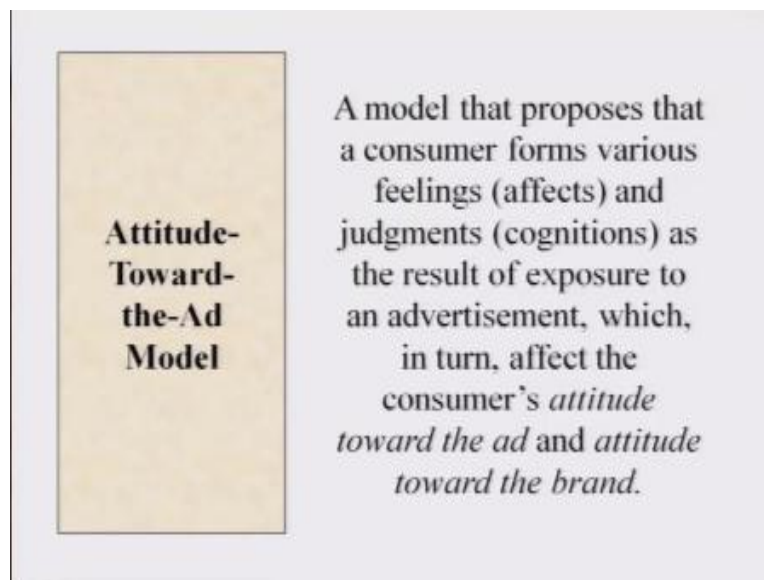 Attitude-
Toward-
the-Ad
Model
A model that proposes that
a consumer forms various
feelings (affects) and
judgments (cognitions) as
the result of exposure to
an advertisement, which,
in turn, affect the
consumer's attitude
toward the ad and attitude
toward the brand.